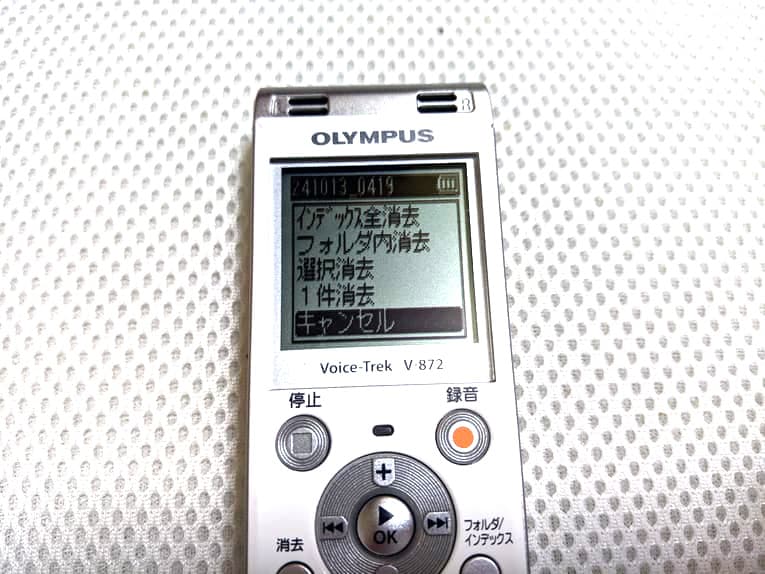 L R
OLYMPUS
241013_0419
インデックス全消去
フォルダ内消去
選択消去
1件消去
キャンセル
Voice-Trek V-872
停止 録音
+
OK
消去
フォルダ/
インデックス